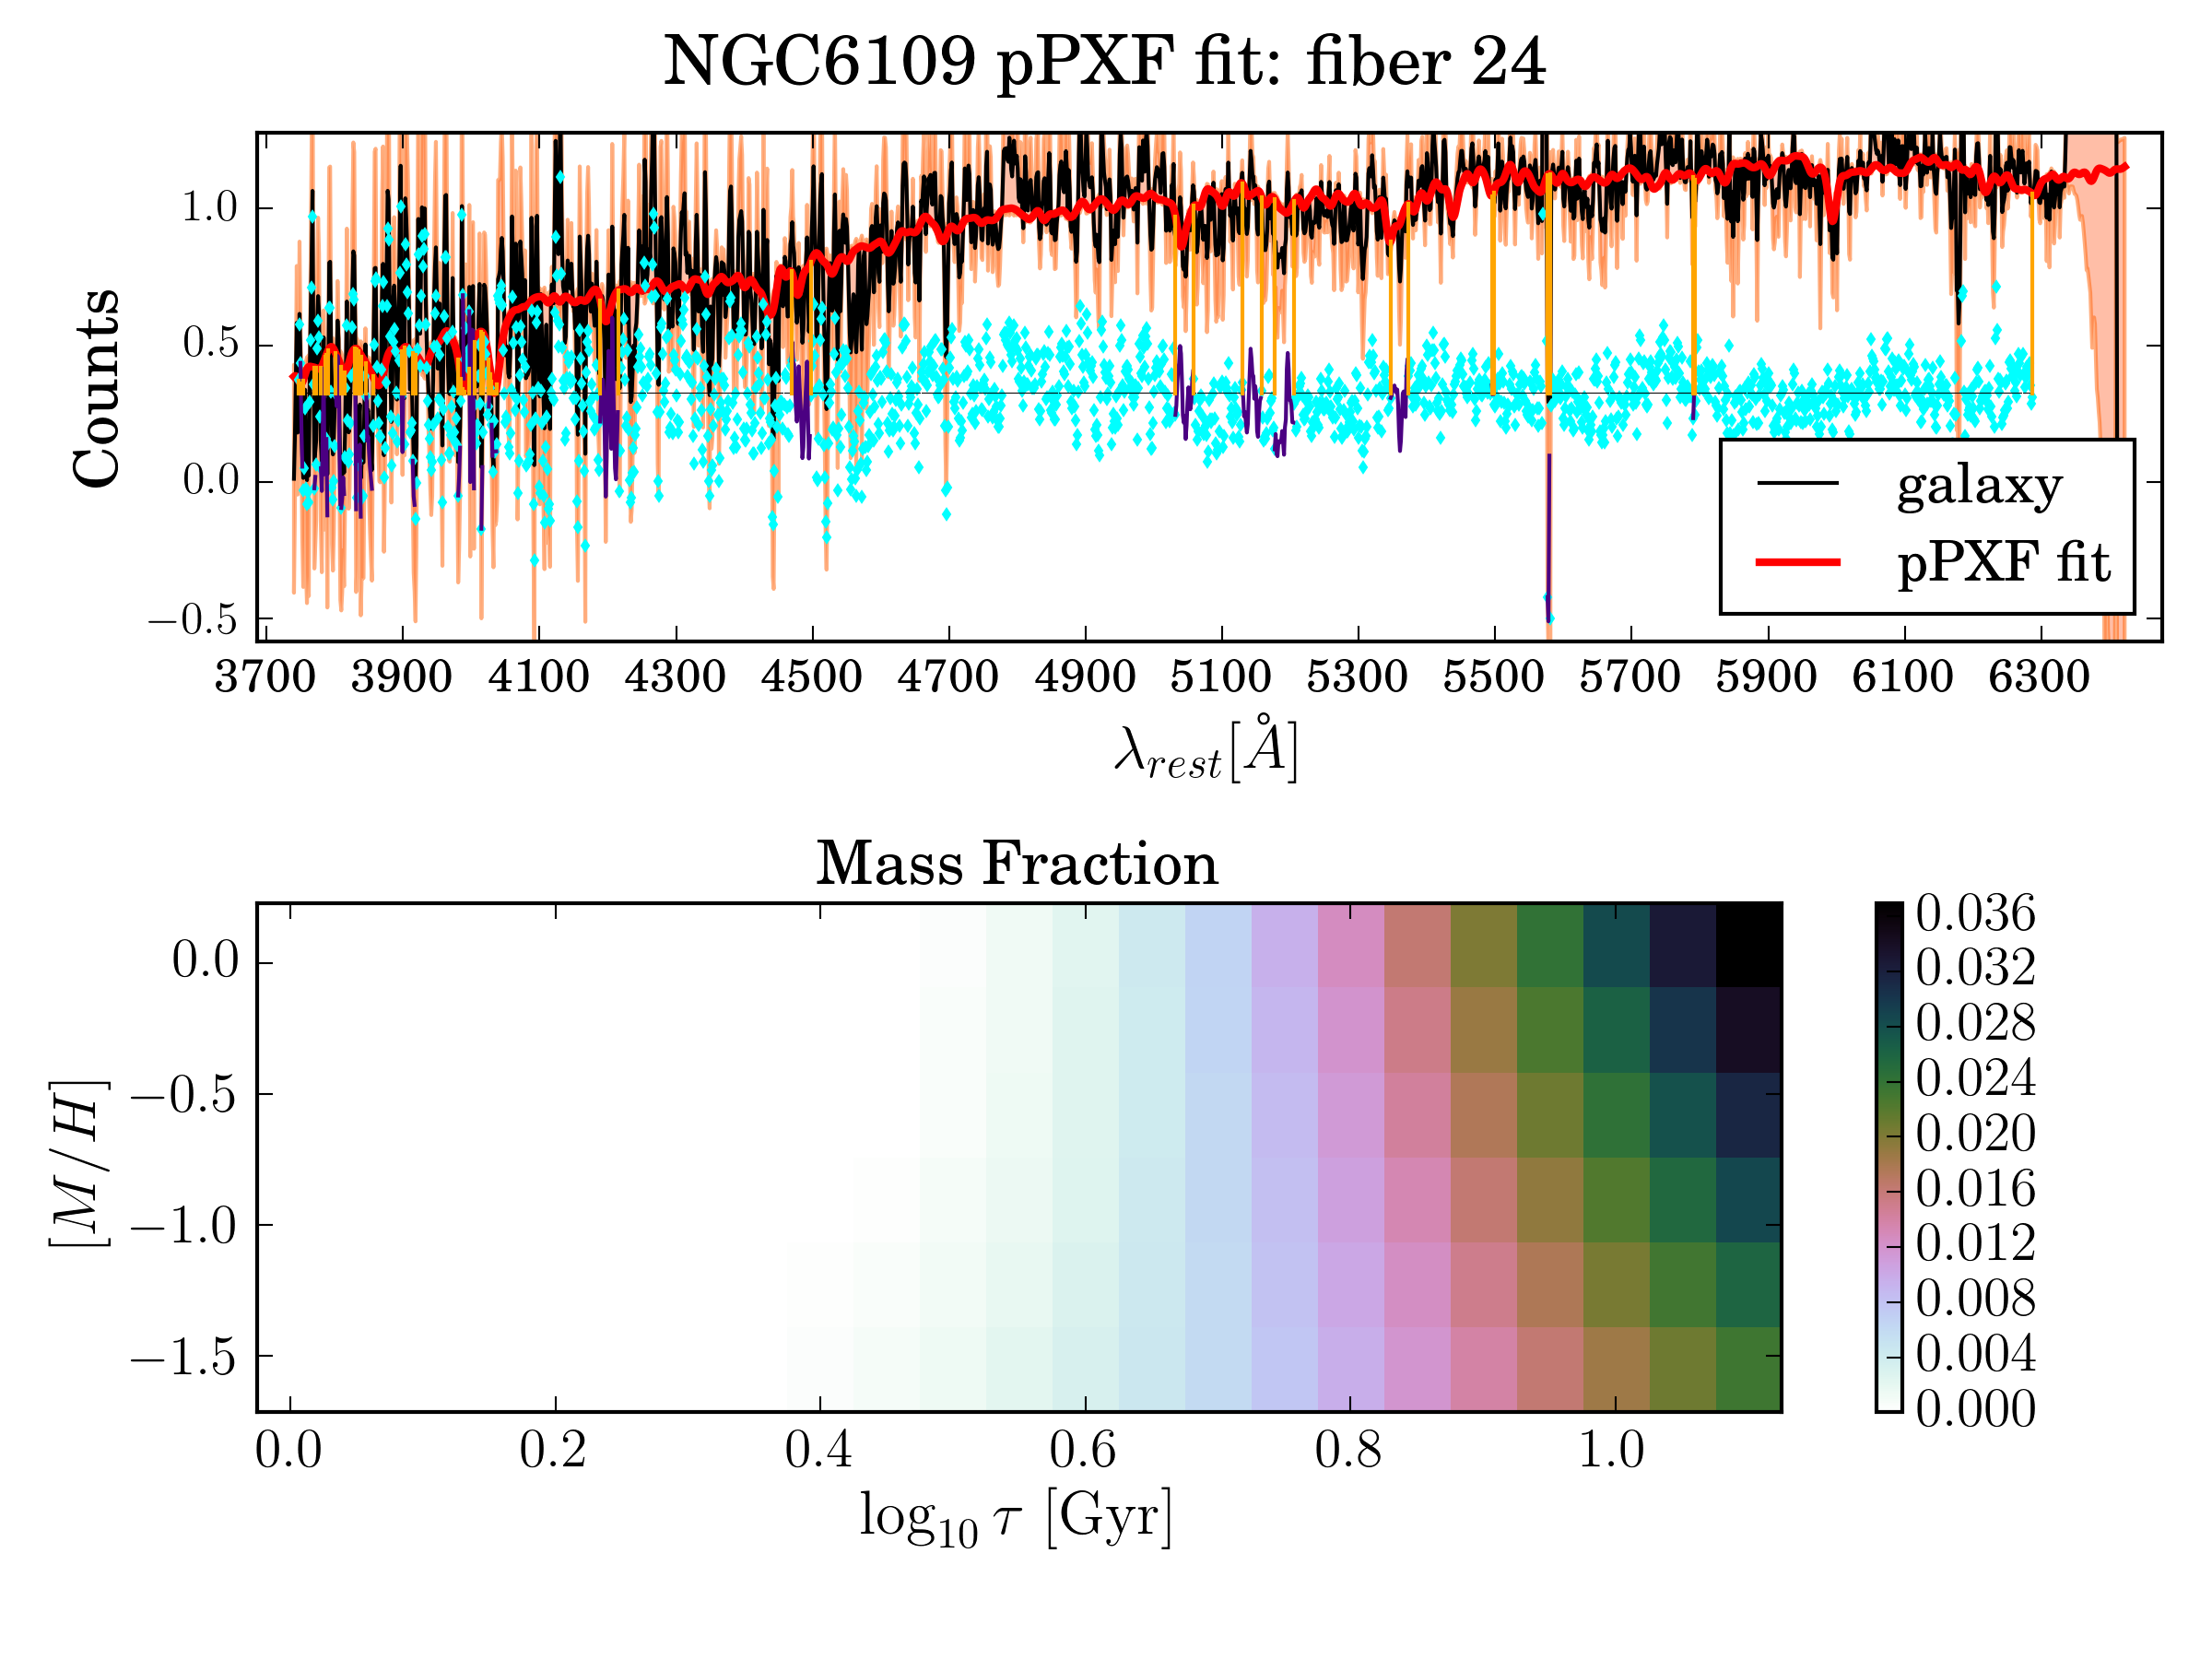 NGC6109 pPXF fit: fiber 24
Counts
1.0
0.5
0.0
−0.5
galaxy
pPXF fit
3700 3900 4100 4300 4500 4700 4900 5100 5300 5500 5700 5900 6100 6300
λrest[Å]
Mass Fraction
[M/H]
0.0
−0.5
−1.0
−1.5
0.0 0.2 0.4 0.6 0.8 1.0
log10 τ [Gyr]
0.036
0.032
0.028
0.024
0.020
0.016
0.012
0.008
0.004
0.000